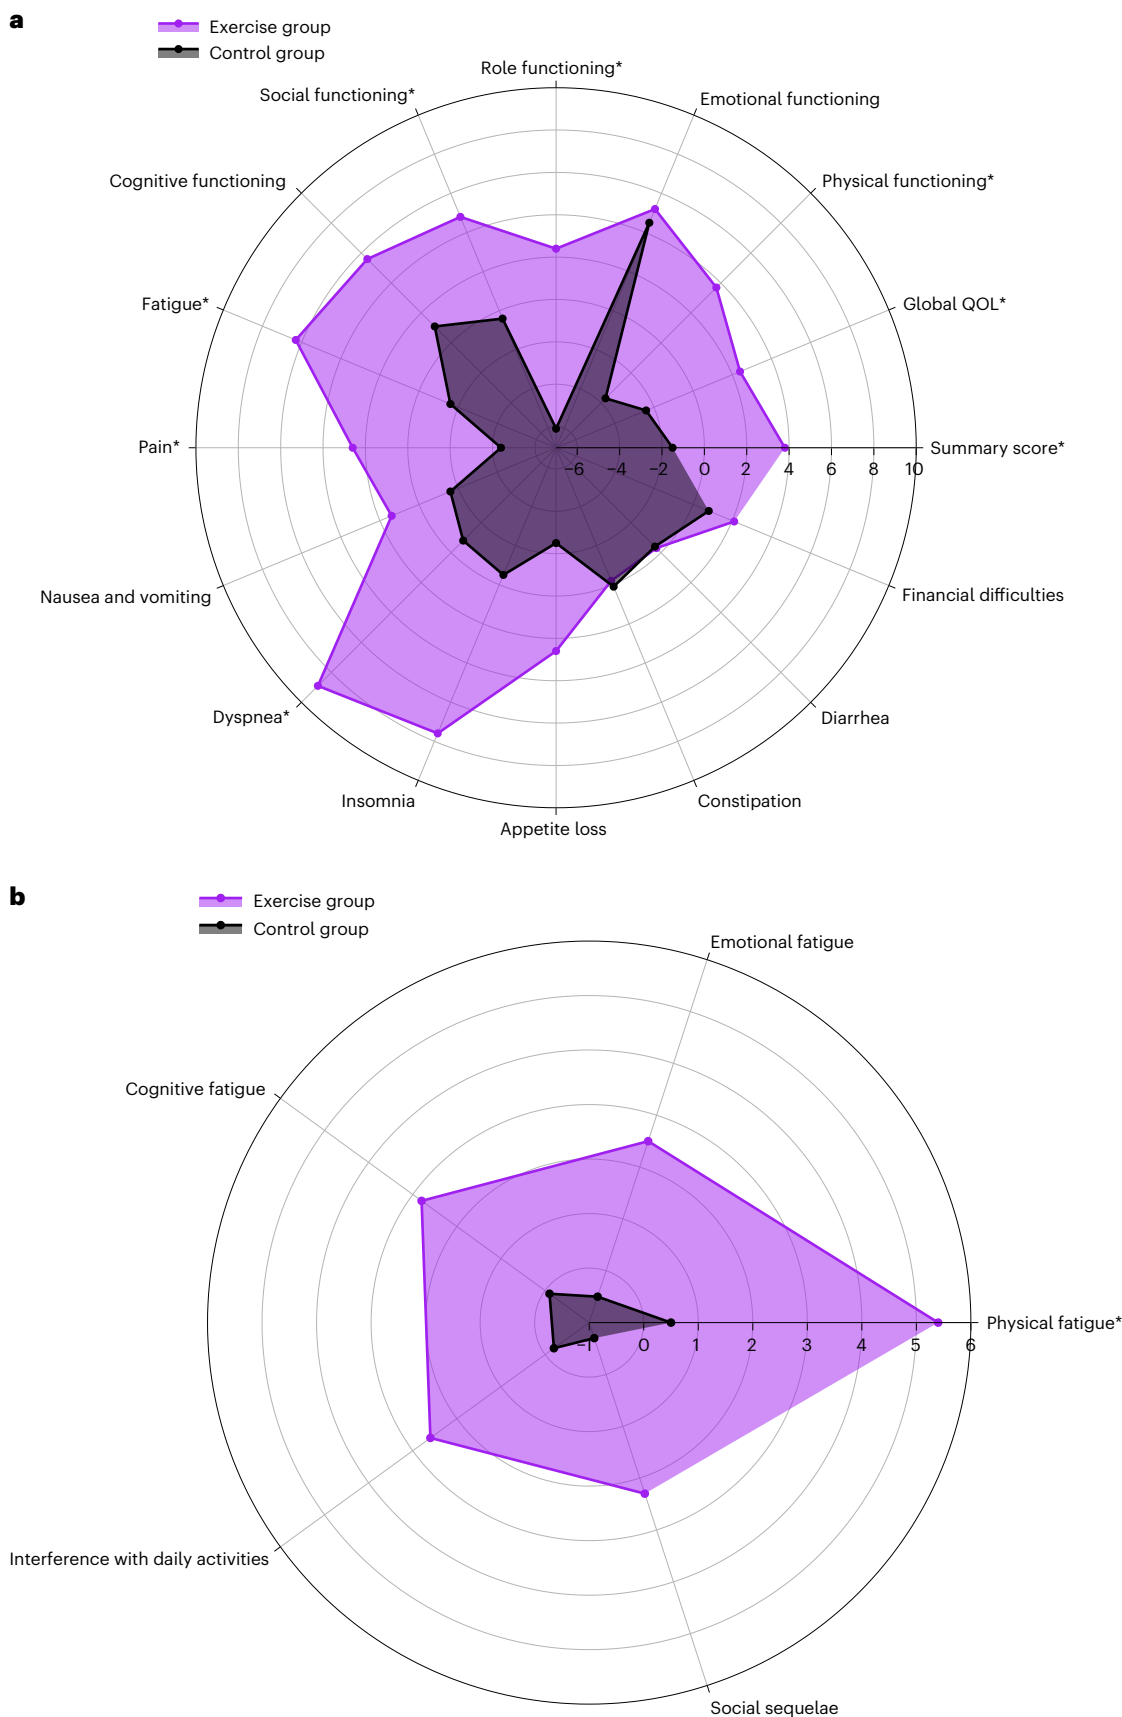 a
Exercise group
Control group
Role functioning*
Social functioning*
Emotional functioning
Cognitive functioning
Physical functioning*
Fatigue*
Global QOL*
Pain*
Summary score*
−6 −4 −2 0 2 4 6 8 10
Nausea and vomiting
Financial difficulties
Dyspnea*
Diarrhea
Insomnia
Constipation
Appetite loss
b
Exercise group
Control group
Emotional fatigue
Cognitive fatigue
Physical fatigue*
−1 0 1 2 3 4 5 6
Interference with daily activities
Social sequelae